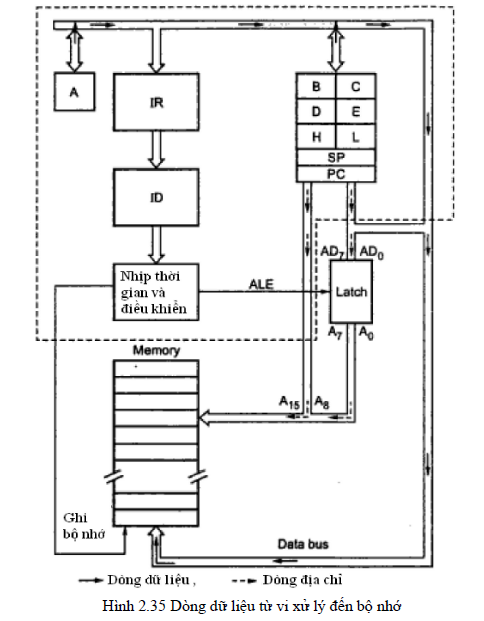 A
IR
B C
D E
H L
SP
PC
ID
AD7 AD0
Nhịp thời
gian và
điều khiển
ALE
Latch
A7 A0
Memory
A15 A8
Ghi
bộ nhớ
Data bus
Dòng dữ liệu , Dòng địa chỉ
Hình 2.35 Dòng dữ liệu từ vi xử lý đến bộ nhớ